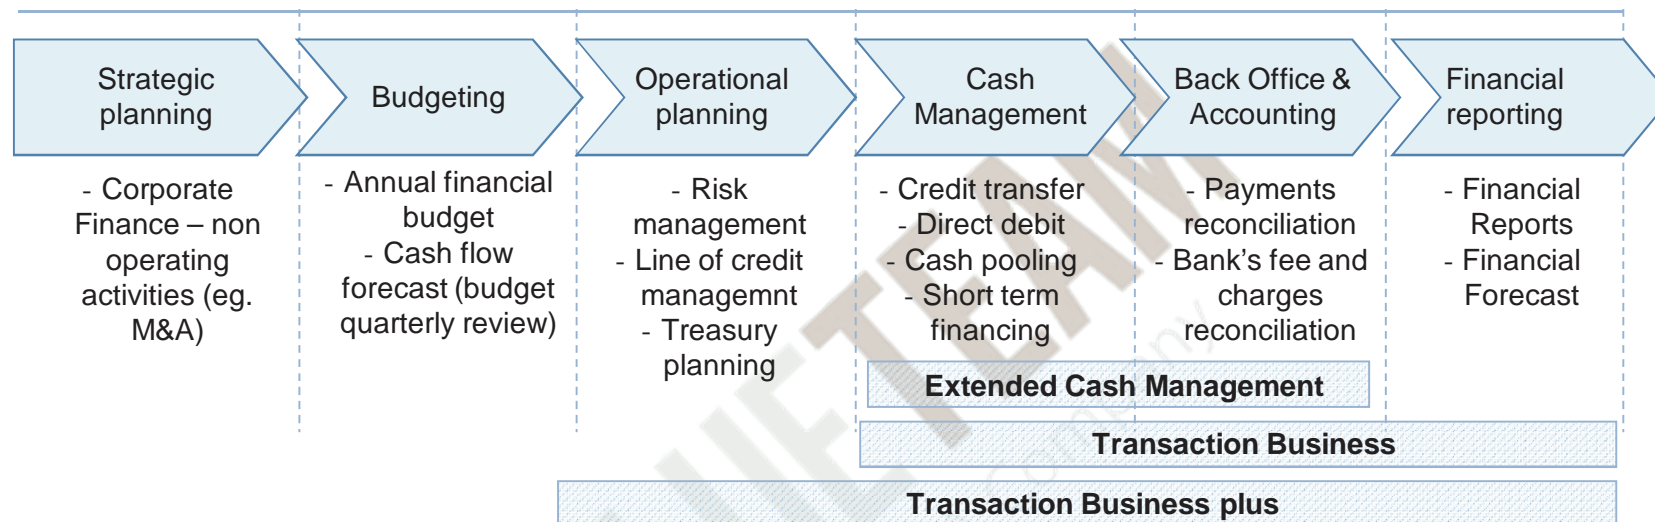 Strategic
planning
Budgeting
Operational
planning
Cash
Management
Back Office &
Accounting
Financial
reporting
- Corporate
Finance – non
operating
activities (eg.
M&A)
- Annual financial
budget
- Cash flow
forecast (budget
quarterly review)
- Risk
management
- Line of credit
managemnt
- Treasury
planning
- Credit transfer
- Direct debit
- Cash pooling
- Short term
financing
- Payments
reconciliation
- Bank's fee and
charges
reconciliation
- Financial
Reports
- Financial
Forecast
Extended Cash Management
Transaction Business
Transaction Business plus
TEAM
company